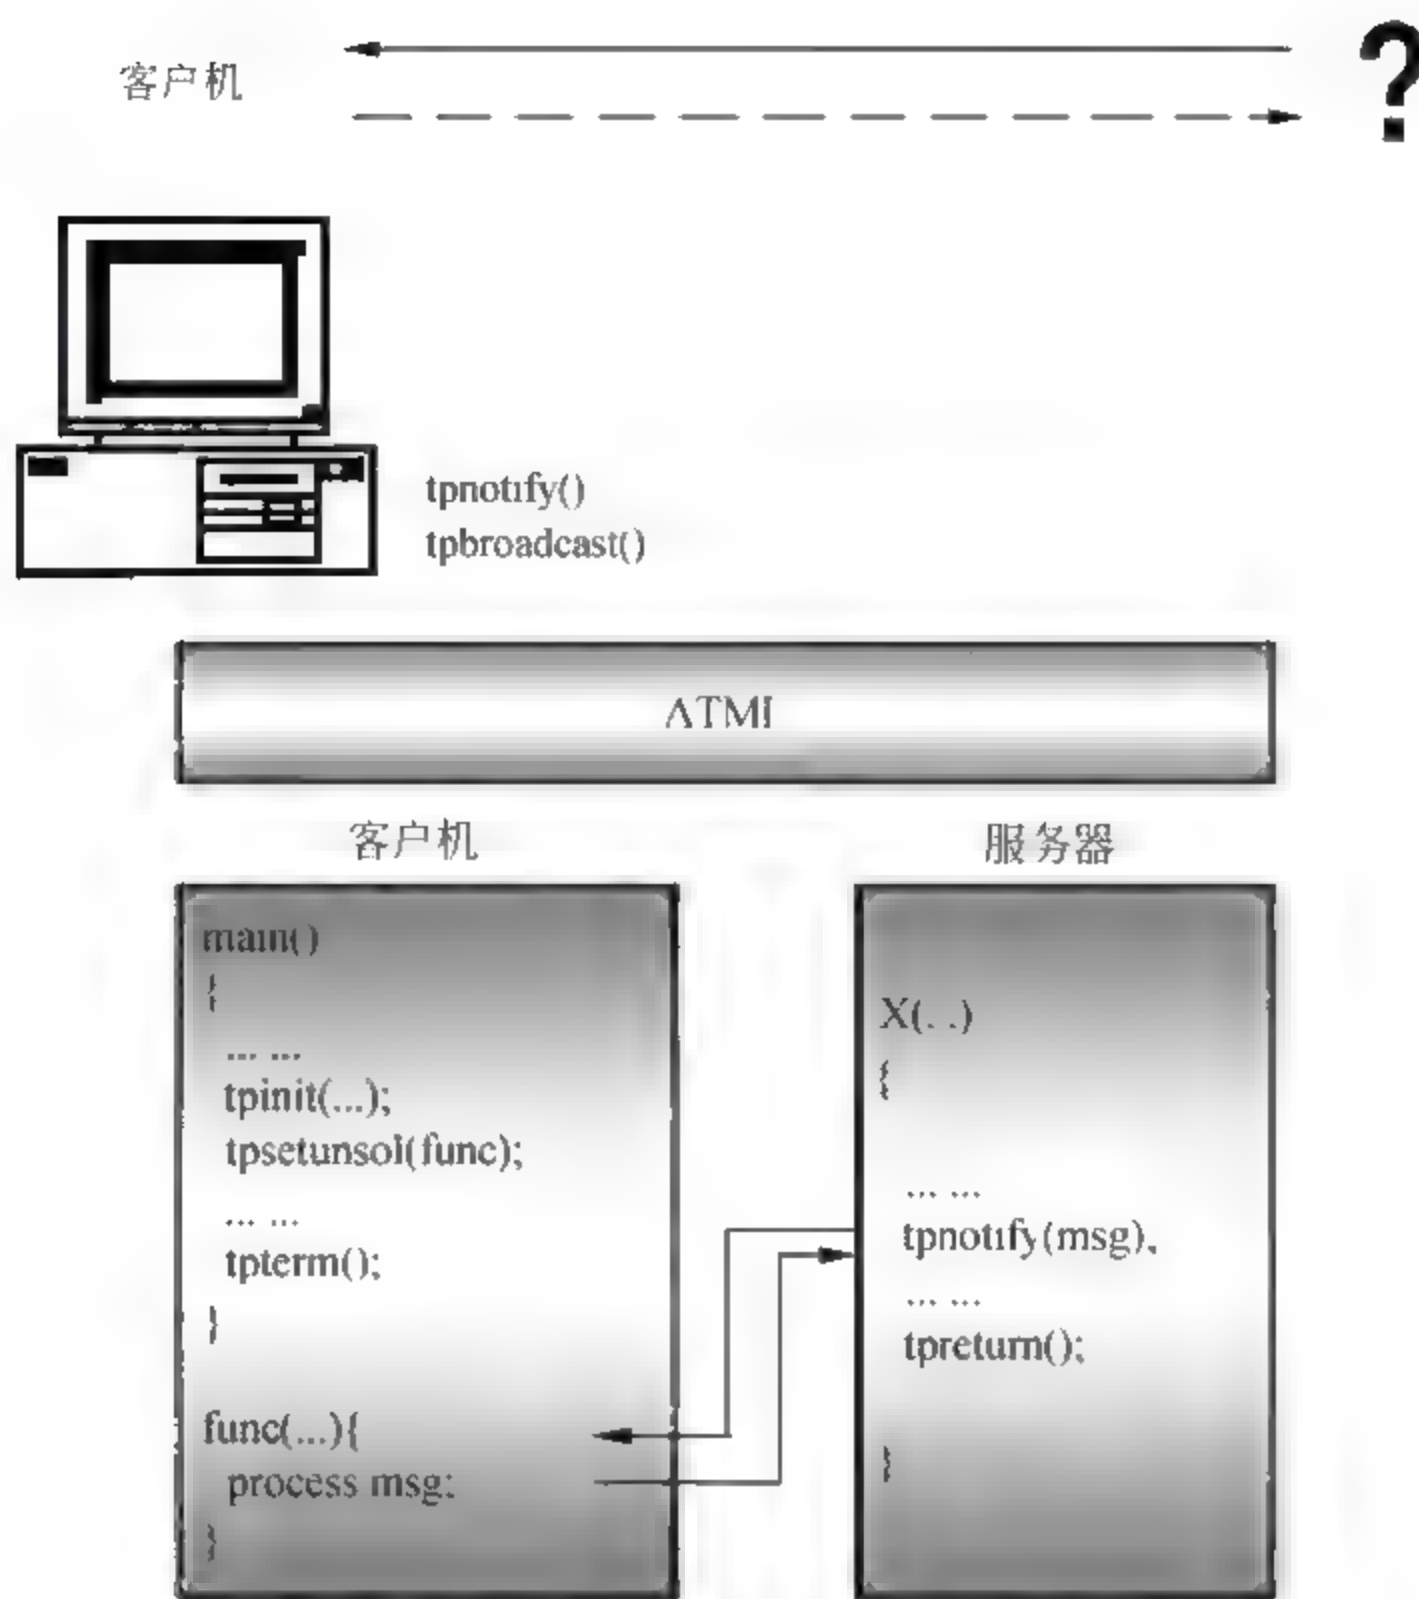 客户机
?
tpnotify()
tpbroadcast()
ATMI
客户机
服务器
main()
{
... ...
tpinit(...);
tpsetunsol(func);
... ...
tpterm();
}
func(...){
process msg;
}
X(. .)
{
... ...
tpnotify(msg),
... ...
tpreturn();
}